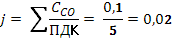 j = ∑ C_CO / ПДК = 0,1 / 5 = 0,02